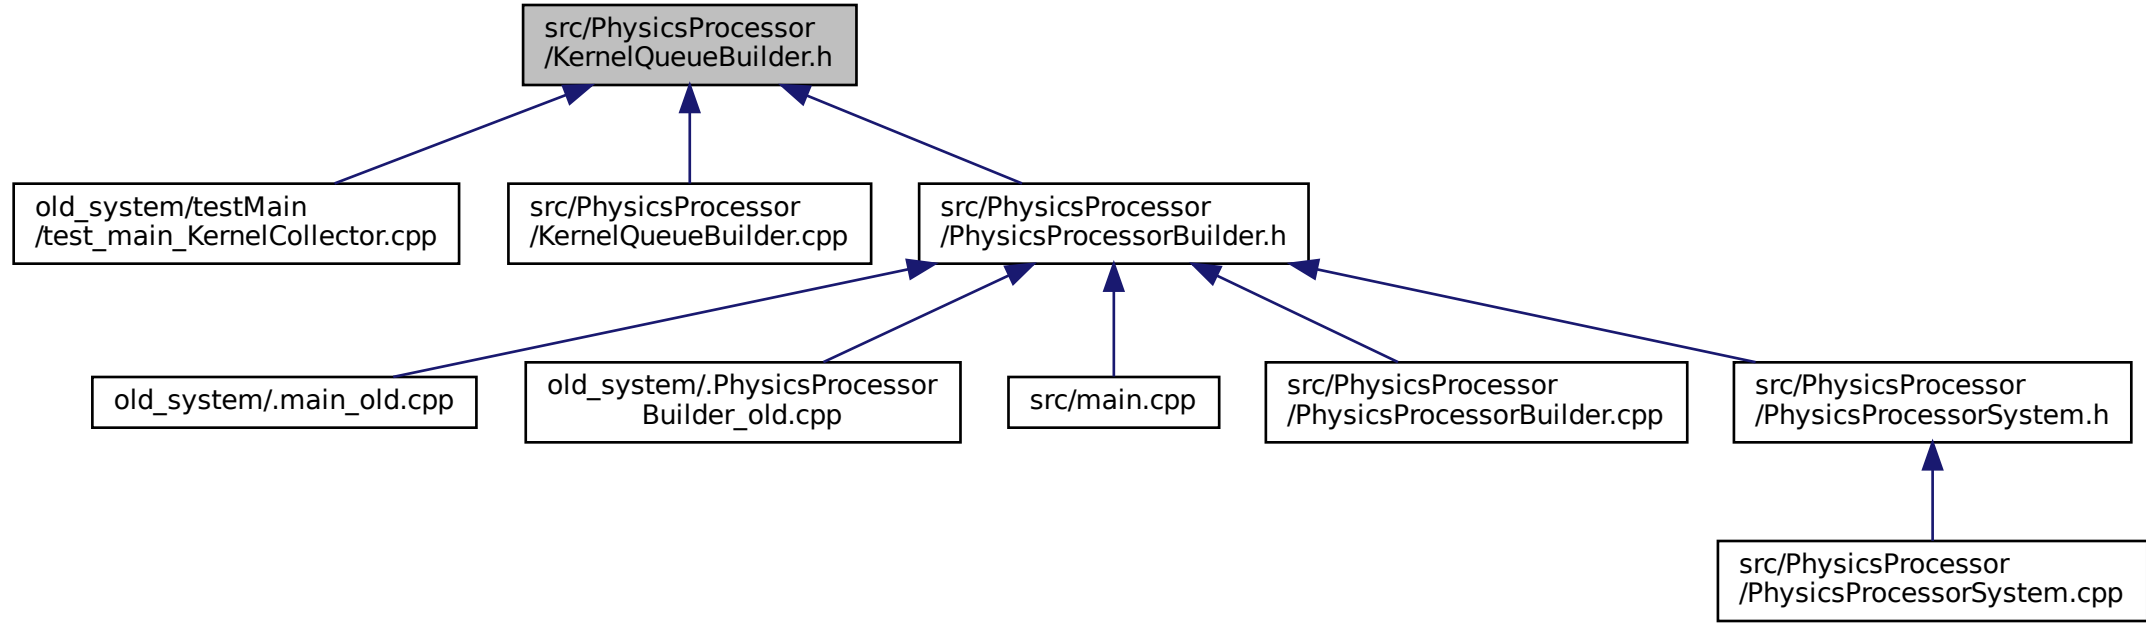 src/PhysicsProcessor
/KernelQueueBuilder.h
old_system/testMain
/test_main_KernelCollector.cpp
src/PhysicsProcessor
/KernelQueueBuilder.cpp
src/PhysicsProcessor
/PhysicsProcessorBuilder.h
old_system/.main_old.cpp
old_system/.PhysicsProcessor
Builder_old.cpp
src/main.cpp
src/PhysicsProcessor
/PhysicsProcessorBuilder.cpp
src/PhysicsProcessor
/PhysicsProcessorSystem.h
src/PhysicsProcessor
/PhysicsProcessorSystem.cpp